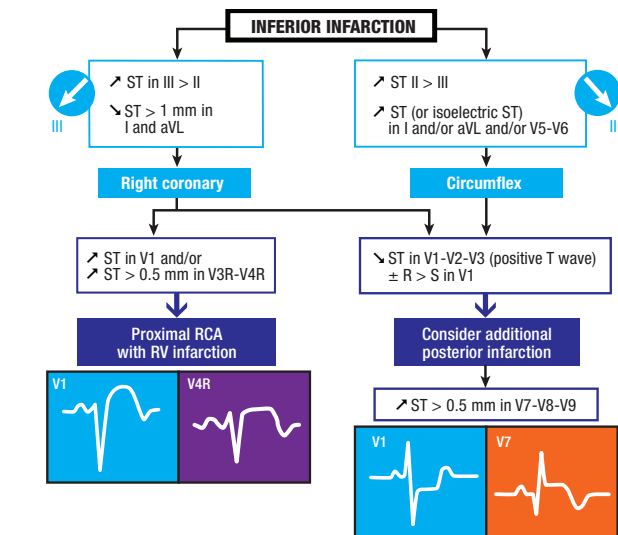 INFERIOR INFARCTION
↗ ST in III > II
↘ ST > 1 mm in
I and aVL
III
↗ ST II > III
↗ ST (or isoelectric ST)
in I and/or aVL and/or V5-V6
II
Right coronary
Circumflex
↗ ST in V1 and/or
↗ ST > 0.5 mm in V3R-V4R
↘ ST in V1-V2-V3 (positive T wave)
± R > S in V1
Proximal RCA
with RV infarction
Consider additional
posterior infarction
V1
V4R
↗ ST > 0.5 mm in V7-V8-V9
V1
V7